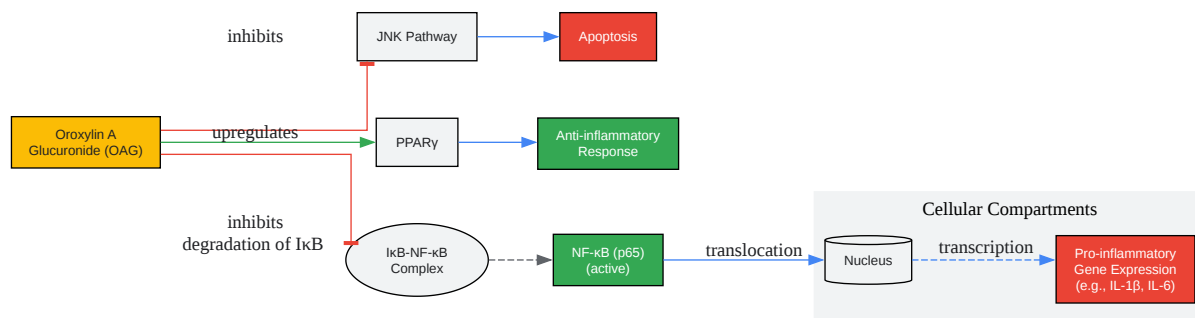 inhibits
JNK Pathway
Apoptosis
Oroxylin A
Glucuronide (OAG)
upregulates
PPARγ
Anti-inflammatory
Response
inhibits
degradation of IκB
IκB-NF-κB
Complex
NF-κB (p65)
(active)
translocation
Cellular Compartments
Nucleus
transcription
Pro-inflammatory
Gene Expression
(e.g., IL-1β, IL-6)